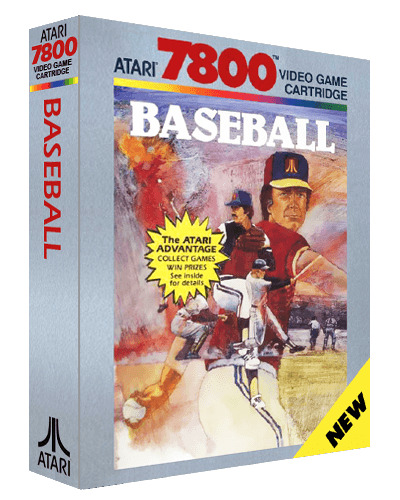 ATARI
7800
VIDEO GAME
CARTRIDGE
BASEBALL
ATARI
ATARI 7800™ VIDEO GAME
CARTRIDGE
BASEBALL
The ATARI
ADVANTAGE
COLLECT GAMES
WIN PRIZES
See inside
for details
NEW